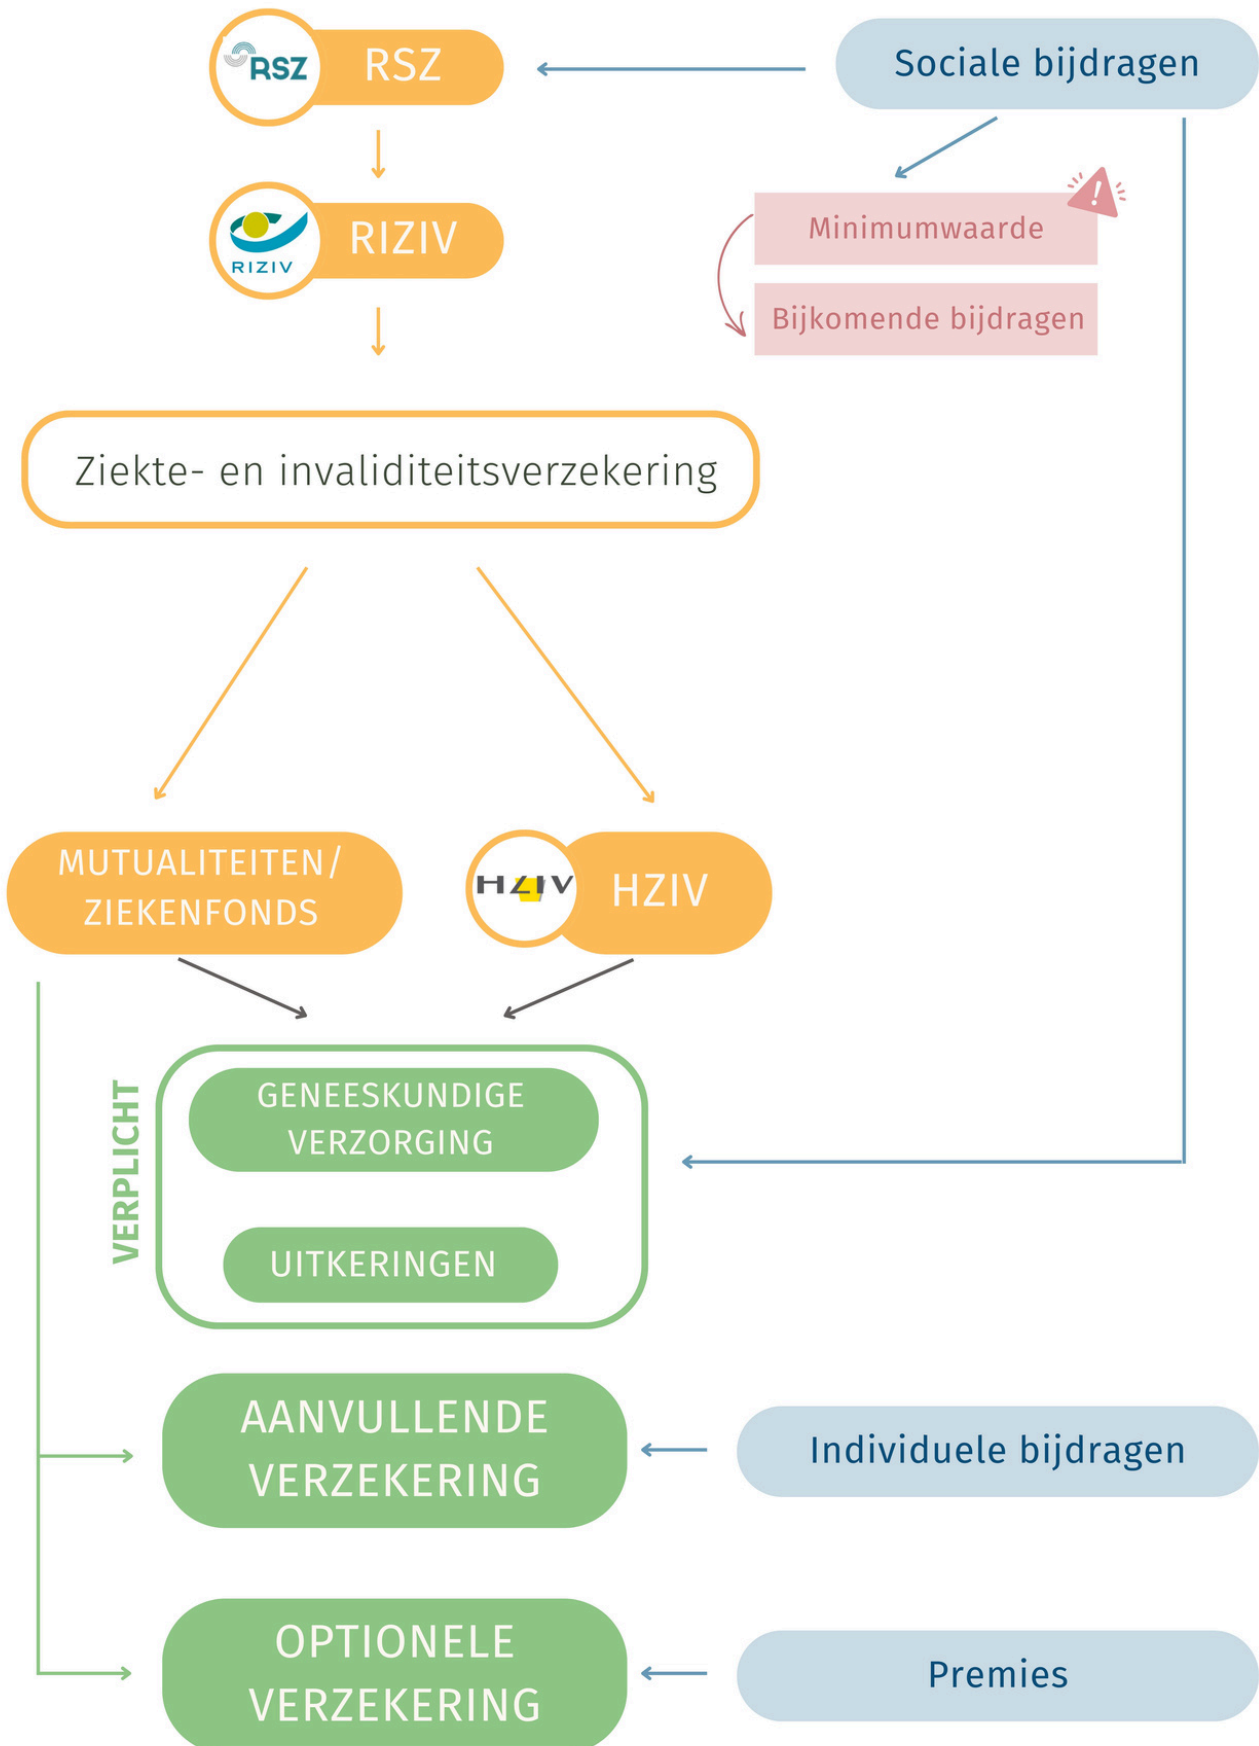 RSZ
RSZ
Sociale bijdragen
RIZIV
RIZIV
Minimumwaarde
!
Bijkomende bijdragen
Ziekte- en invaliditeitsverzekering
MUTUALITEITEN/
ZIEKENFONDS
HZIV
HZIV
VERPLICHT
GENEESKUNDIGE
VERZORGING
UITKERINGEN
AANVULLENDE
VERZEKERING
Individuele bijdragen
OPTIONELE
VERZEKERING
Premies